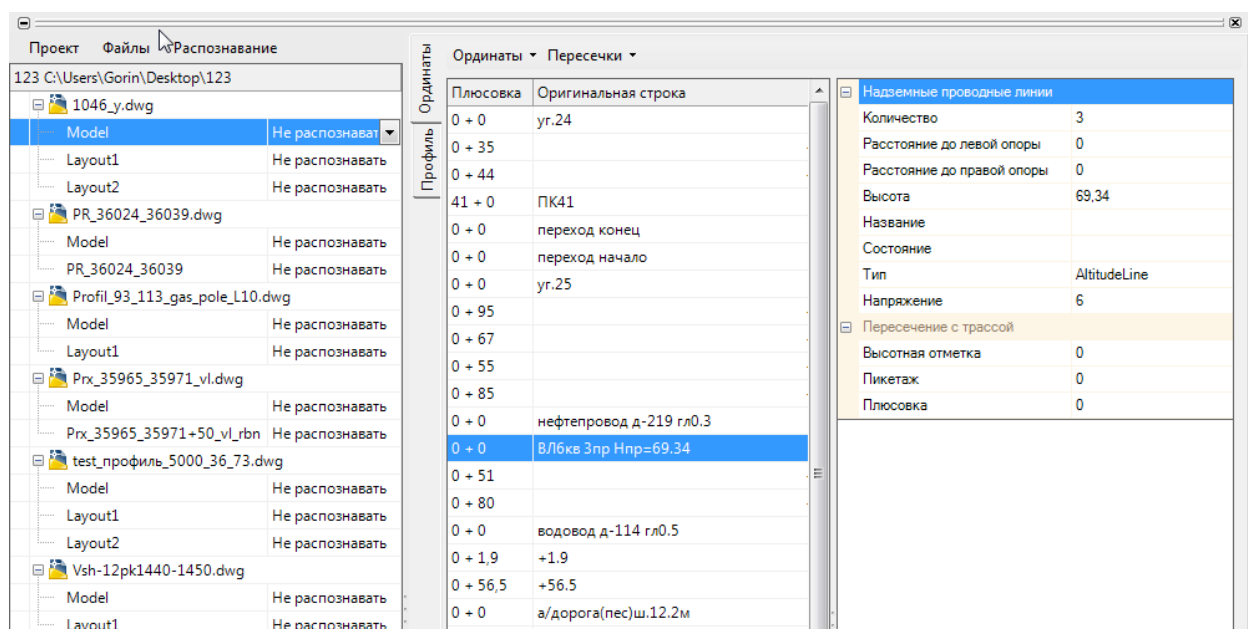 Проект Файлы Распознавание
123 C:\Users\Gorin\Desktop\123
1046_y.dwg
Model Не распознават
Layout1 Не распознавать
Layout2 Не распознавать
PR_36024_36039.dwg
Model Не распознавать
PR_36024_36039 Не распознавать
Profil_93_113_gas_pole_L10.dwg
Model Не распознавать
Layout1 Не распознавать
Prx_35965_35971_vl.dwg
Model Не распознавать
Prx_35965_35971+50_vl_rbn Не распознавать
test_профиль_5000_36_73.dwg
Model Не распознавать
Layout1 Не распознавать
Layout2 Не распознавать
Vsh-12pk1440-1450.dwg
Model Не распознавать
Layout1 Не распознавать
Ординаты
Профиль
Ординаты Пересечки
Плюсовка Оригинальная строка
0 + 0 уг.24
0 + 35
0 + 44
41 + 0 ПК41
0 + 0 переход конец
0 + 0 переход начало
0 + 0 уг.25
0 + 95
0 + 67
0 + 55
0 + 85
0 + 0 нефтепровод д-219 гл0.3
0 + 0 ВЛ6кв 3пр Нпр=69.34
0 + 51
0 + 80
0 + 0 водовод д-114 гл0.5
0 + 1,9 +1.9
0 + 56,5 +56.5
0 + 0 а/дорога(пес)ш.12.2м
Надземные проводные линии
Количество 3
Расстояние до левой опоры 0
Расстояние до правой опоры 0
Высота 69,34
Название
Состояние
Тип AltitudeLine
Напряжение 6
Пересечение с трассой
Высотная отметка 0
Пикетаж 0
Плюсовка 0